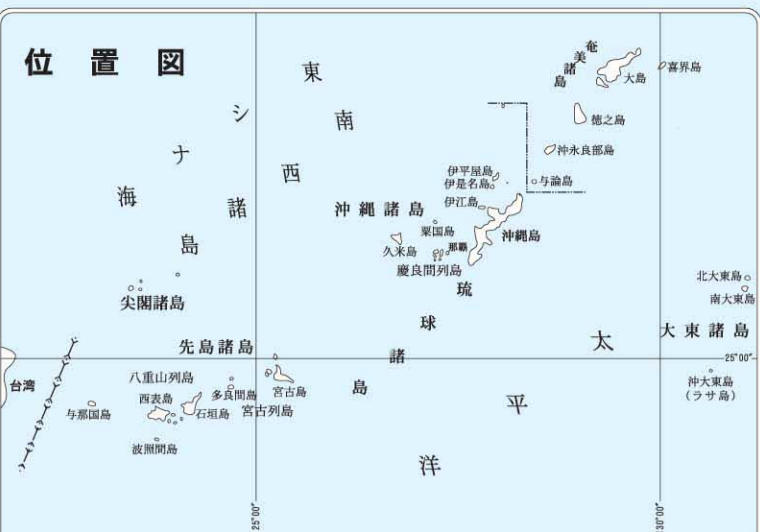 位置図
東シナ海
南西諸島
奄美諸島
大島
喜界島
徳之島
沖永良部島
与論島
伊平屋島
伊是名島
伊江島
沖縄諸島
粟国島
久米島
那覇
慶良間列島
沖縄島
琉球諸島
尖閣諸島
北大東島
南大東島
大東諸島
太平洋
先島諸島
25°00"
台湾
八重山列島
西表島
与那国島
石垣島
多良間島
宮古島
宮古列島
波照間島
沖大東島
(ラサ島)
25°00"
30°00"